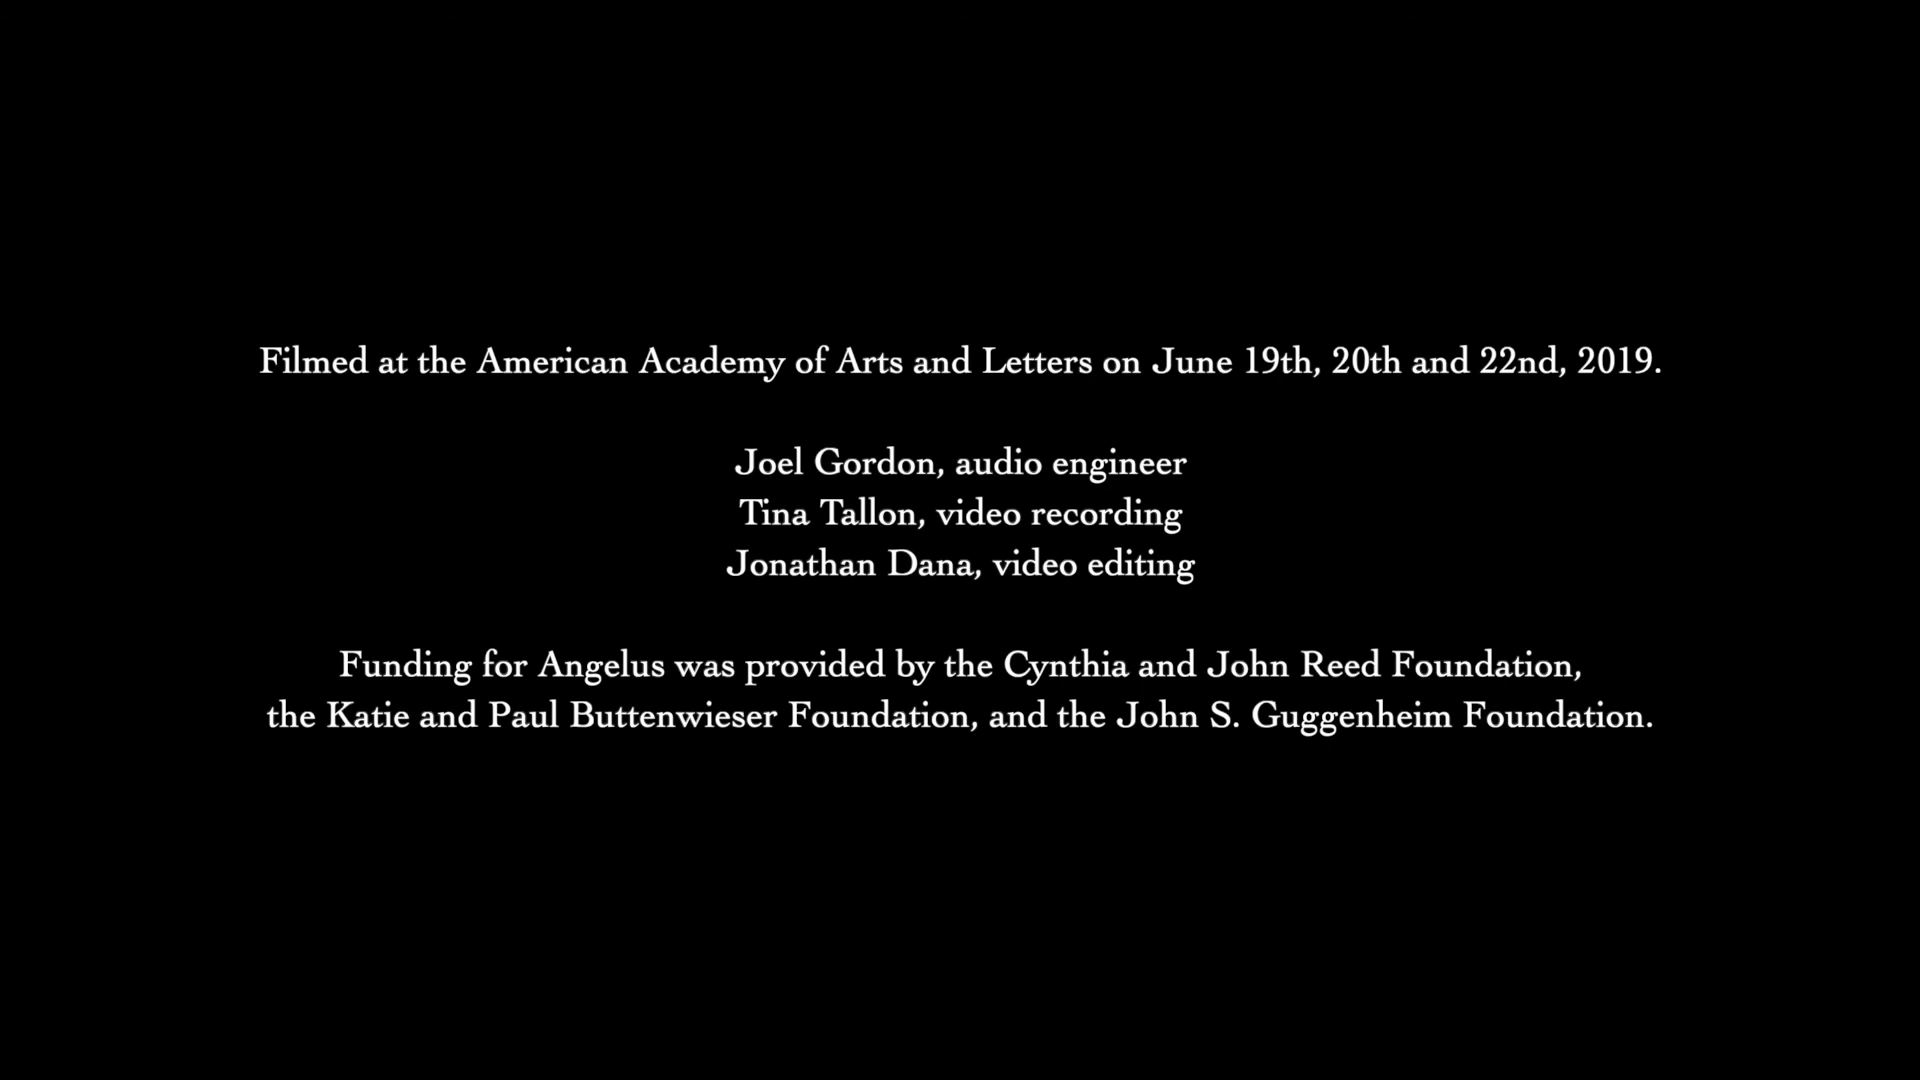 Filmed at the American Academy of Arts and Letters on June 19th, 20th and 22nd, 2019.
Joel Gordon, audio engineer
Tina Tallon, video recording
Jonathan Dana, video editing
Funding for Angelus was provided by the Cynthia and John Reed Foundation,
the Katie and Paul Buttenwieser Foundation, and the John S. Guggenheim Foundation.